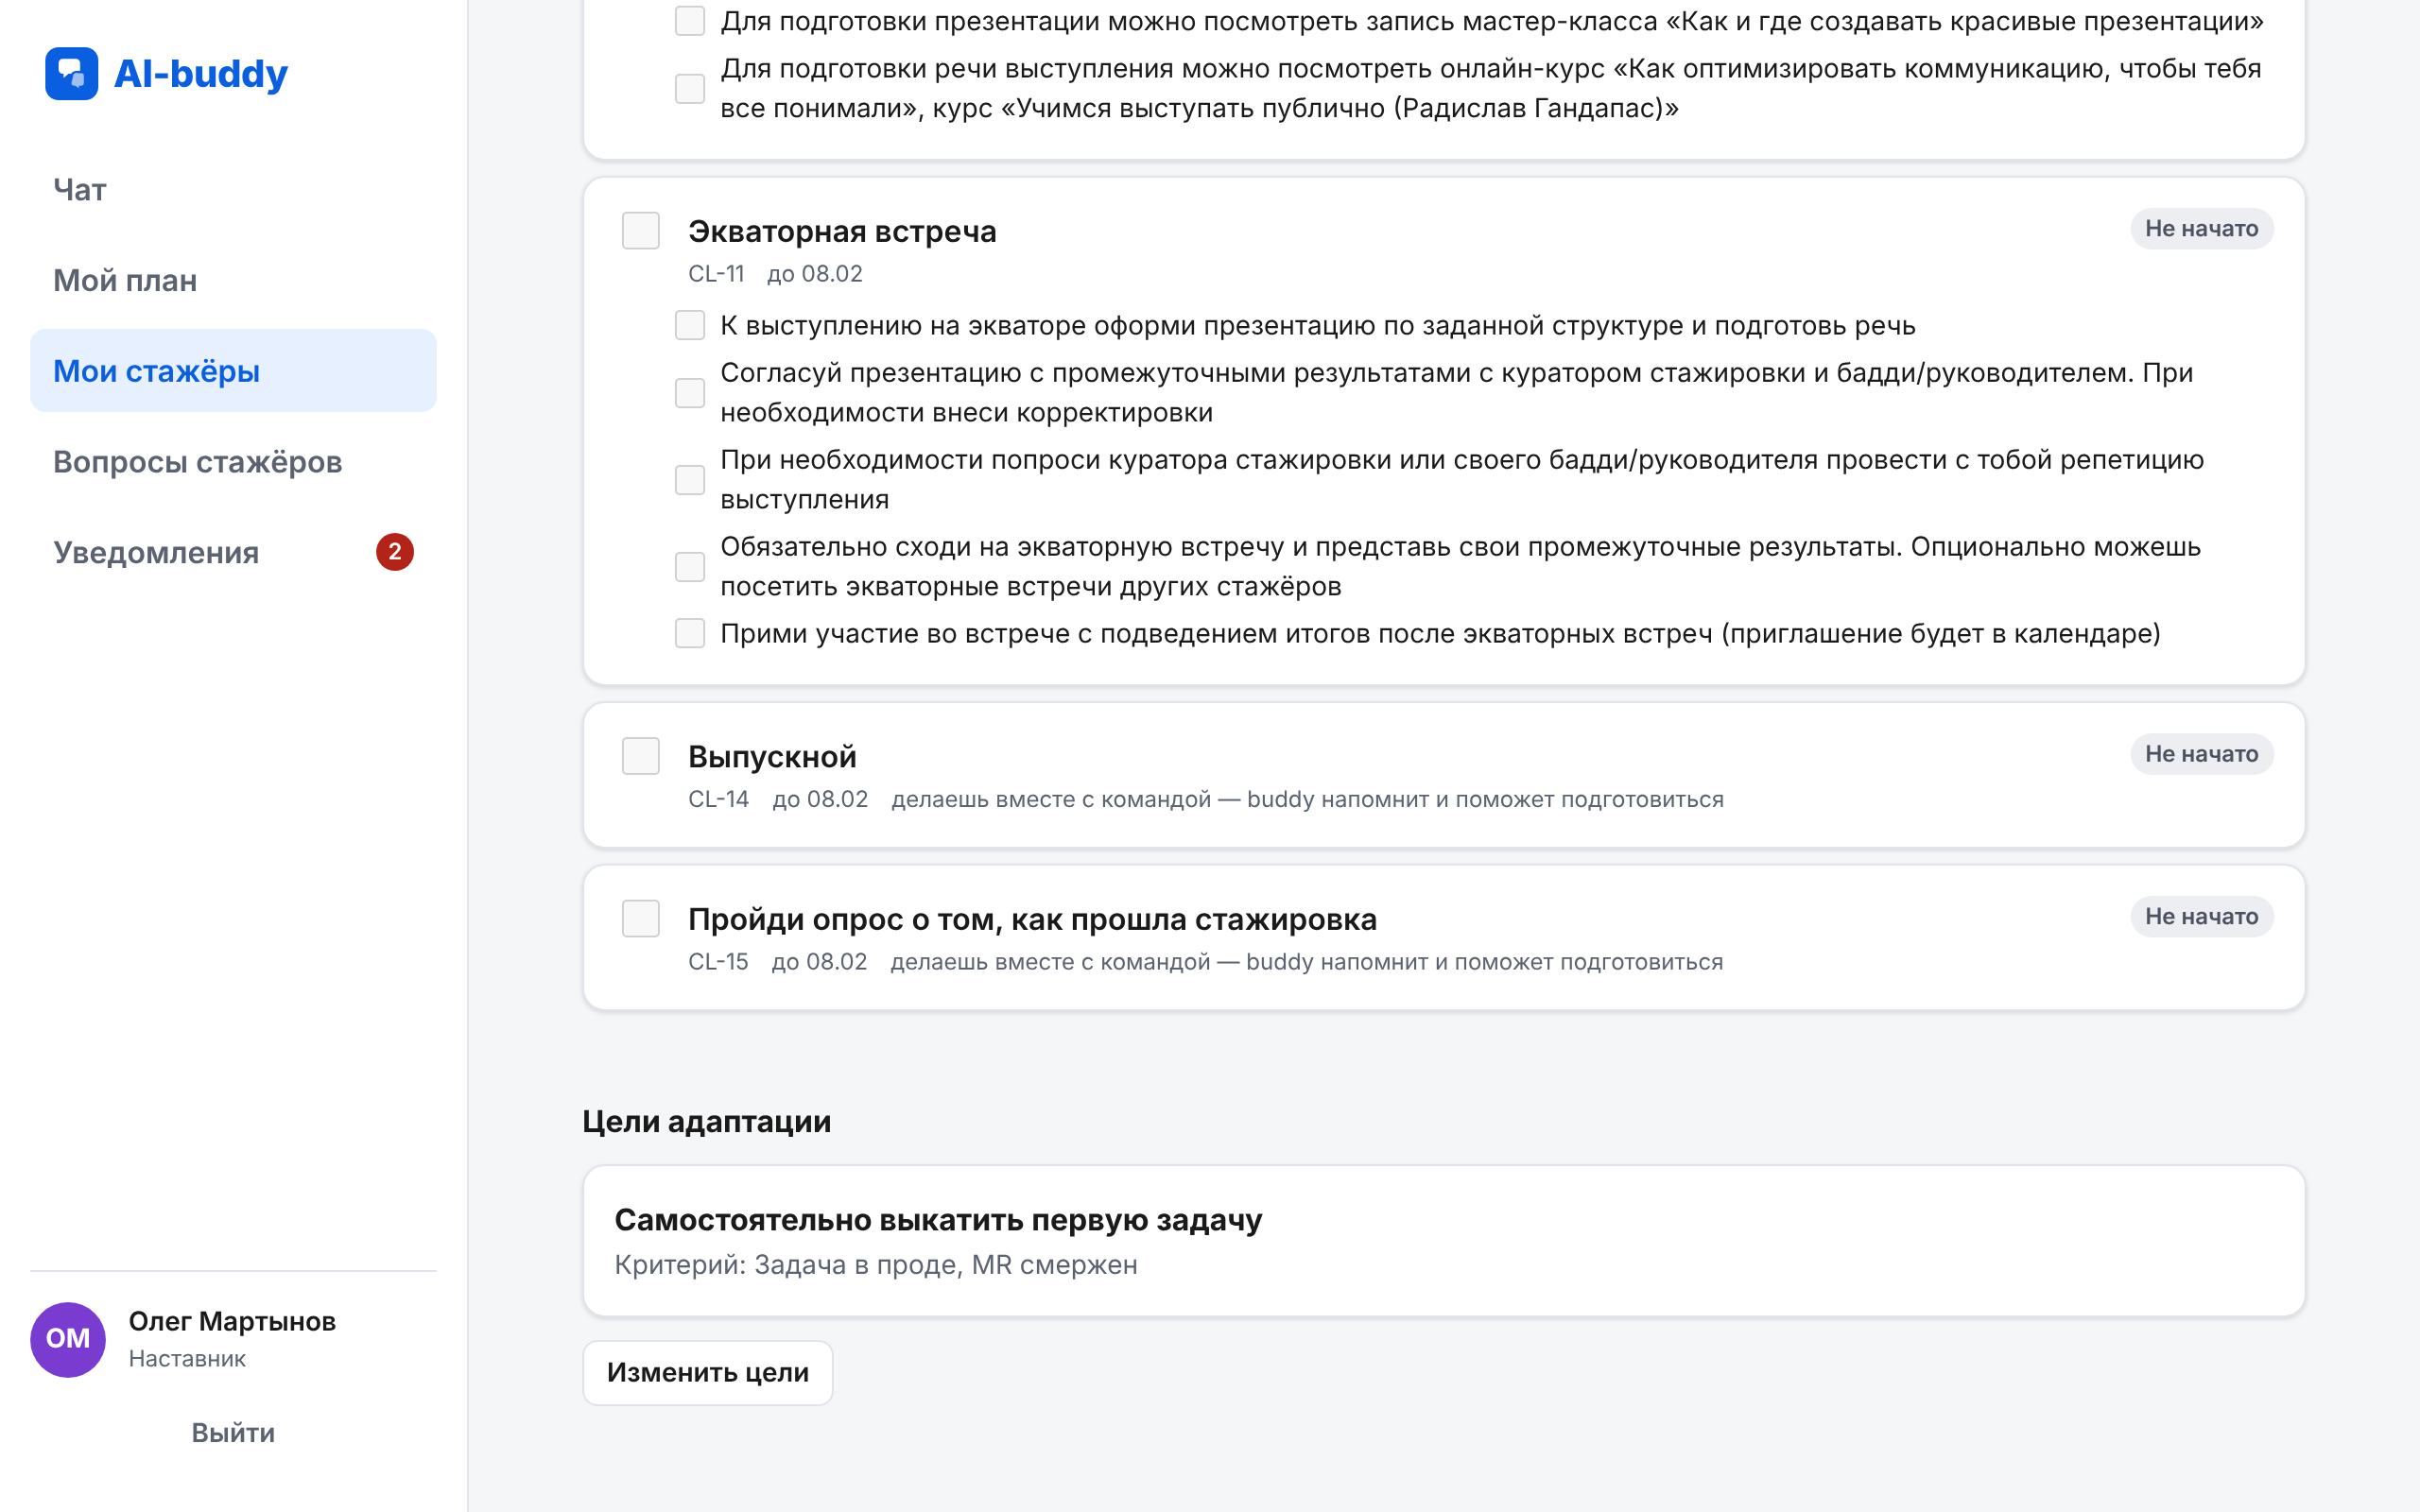 AI-buddy
Чат
Мой план
Мои стажёры
Вопросы стажёров
Уведомления
2
Олег Мартынов
ОМ
Наставник
Выйти
Для подготовки презентации можно посмотреть запись мастер-класса «Как и где создавать красивые презентации»
Для подготовки речи выступления можно посмотреть онлайн-курс «Как оптимизировать коммуникацию, чтобы тебя
все понимали», курс «Учимся выступать публично (Радислав Гандапас)»
Экваторная встреча
Не начато
CL-11 до 08.02
К выступлению на экваторе оформи презентацию по заданной структуре и подготовь речь
Согласуй презентацию с промежуточными результатами с куратором стажировки и бадди/руководителем. При
необходимости внеси корректировки
При необходимости попроси куратора стажировки или своего бадди/руководителя провести с тобой репетицию
выступления
Обязательно сходи на экваторную встречу и представь свои промежуточные результаты. Опционально можешь
посетить экваторные встречи других стажёров
Прими участие во встрече с подведением итогов после экваторных встреч (приглашение будет в календаре)
Выпускной
Не начато
CL-14 до 08.02 делаешь вместе с командой — buddy напомнит и поможет подготовиться
Пройди опрос о том, как прошла стажировка
Не начато
CL-15 до 08.02 делаешь вместе с командой — buddy напомнит и поможет подготовиться
Цели адаптации
Самостоятельно выкатить первую задачу
Критерий: Задача в проде, MR смержен
Изменить цели